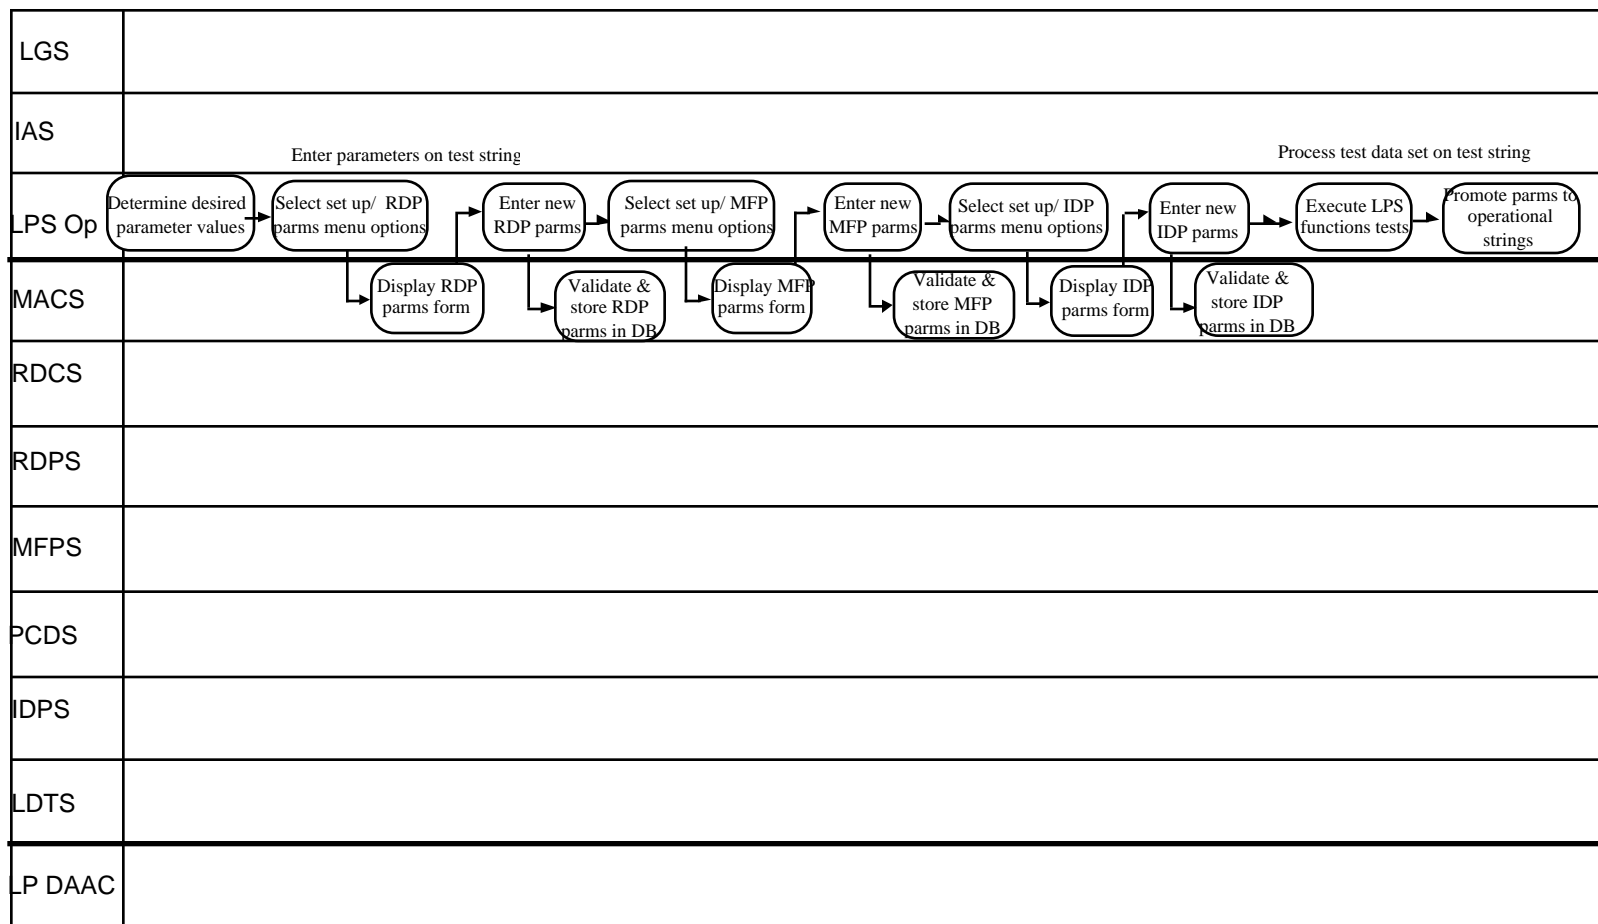 LGS
IAS
Enter parameters on test string
Process test data set on test string
LPS Op
Determine desired
parameter values
Select set up/ RDP
parms menu options
Enter new
RDP parms
Select set up/ MFP
parms menu options
Enter new
MFP parms
Select set up/ IDP
parms menu options
Enter new
IDP parms
Execute LPS
functions tests
Promote parms to
operational
strings
MACS
Display RDP
parms form
Validate &
store RDP
parms in DB
Display MFP
parms form
Validate &
store MFP
parms in DB
Display IDP
parms form
Validate &
store IDP
parms in DB
RDCS
RDPS
MFPS
PCDS
IDPS
LDTS
LP DAAC